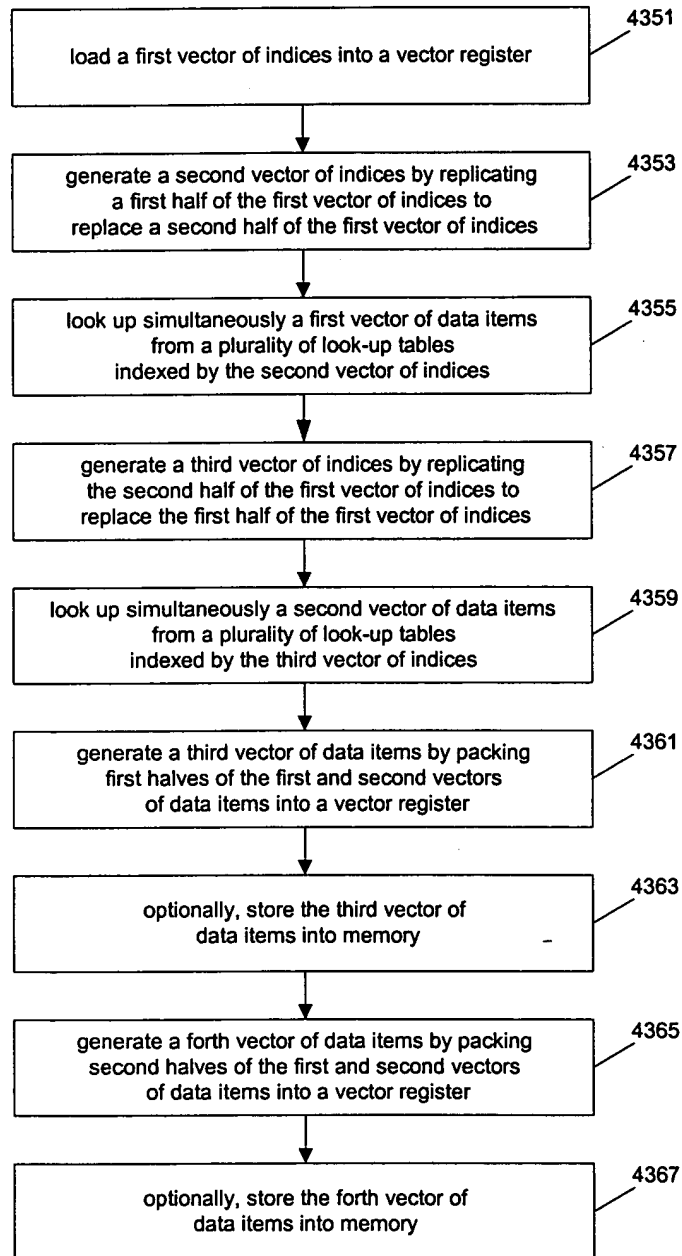 4351
load a first vector of indices into a vector register
4353
generate a second vector of indices by replicating
a first half of the first vector of indices to
replace a second half of the first vector of indices
4355
look up simultaneously a first vector of data items
from a plurality of look-up tables
indexed by the second vector of indices
4357
generate a third vector of indices by replicating
the second half of the first vector of indices to
replace the first half of the first vector of indices
4359
look up simultaneously a second vector of data items
from a plurality of look-up tables
indexed by the third vector of indices
4361
generate a third vector of data items by packing
first halves of the first and second vectors
of data items into a vector register
4363
optionally, store the third vector of
data items into memory
4365
generate a forth vector of data items by packing
second halves of the first and second vectors
of data items into a vector register
4367
optionally, store the forth vector of
data items into memory